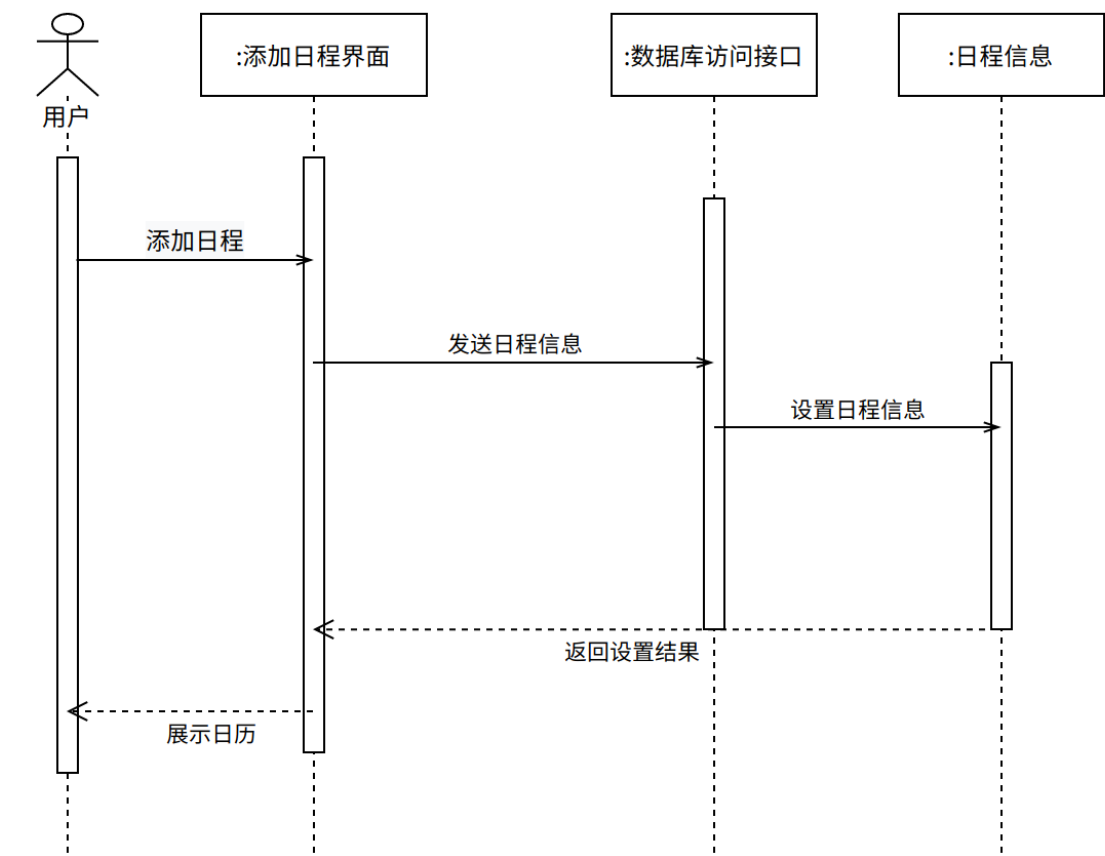 :添加日程界面
:数据库访问接口
:日程信息
用户
添加日程
发送日程信息
设置日程信息
返回设置结果
展示日历